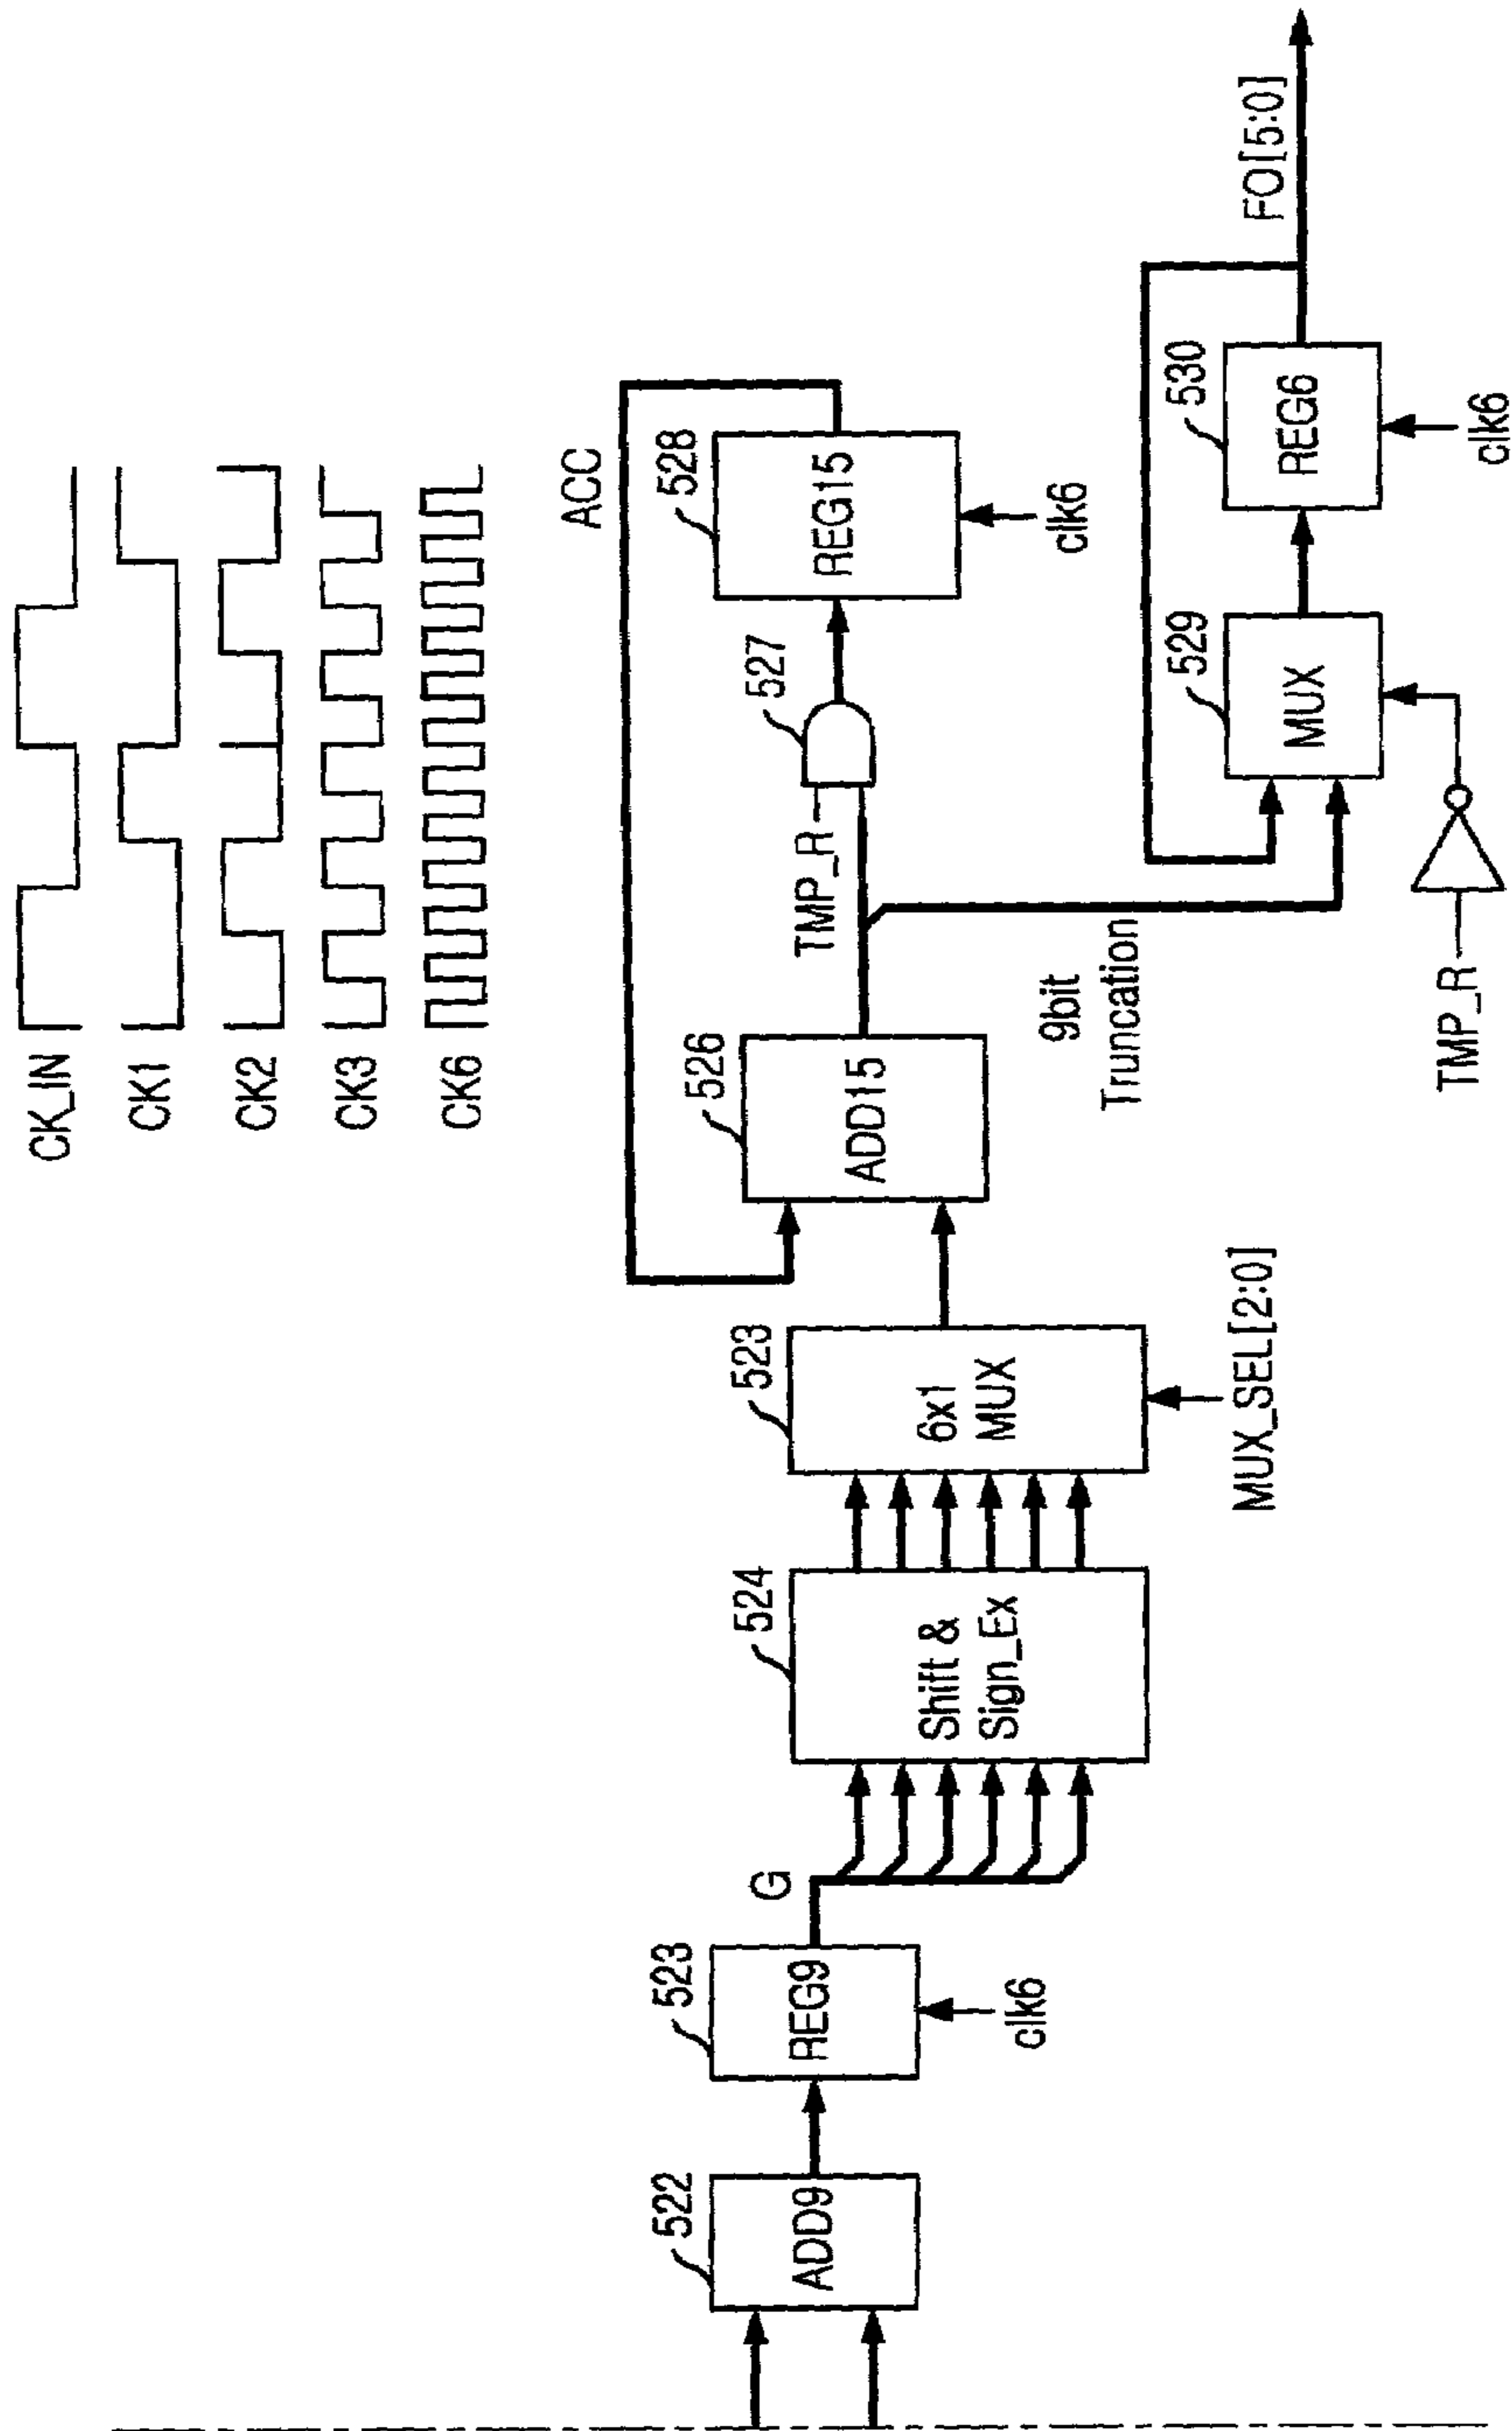 CK_IN
CK1
CK2
CK3
CK6
ACC
522
ADD9
523
REG9
clk6
G
524
Shift &
Sign_Ex
523
6x1
MUX
MUX_SEL[2:0]
526
ADD15
TMP_R
527
528
REG15
clk6
9bit
Truncation
529
MUX
TMP_R
530
REG6
clk6
FO[5:0]